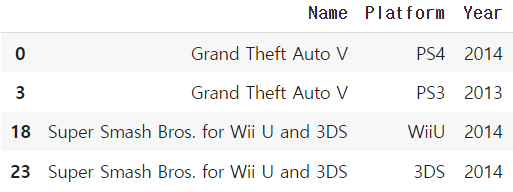 Name Platform Year
0 Grand Theft Auto V PS4 2014
3 Grand Theft Auto V PS3 2013
18 Super Smash Bros. for Wii U and 3DS WiiU 2014
23 Super Smash Bros. for Wii U and 3DS 3DS 2014